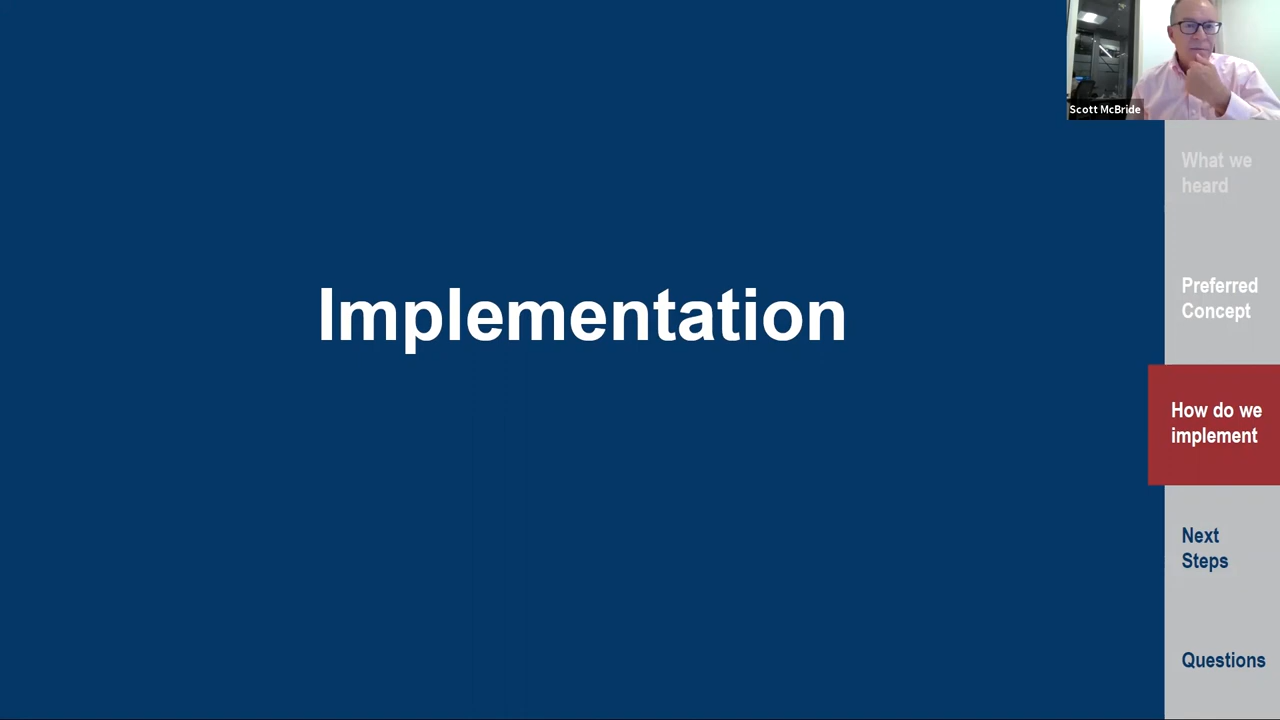 Implementation
Scott McBride
What we
heard
Preferred
Concept
How do we
implement
Next
Steps
Questions